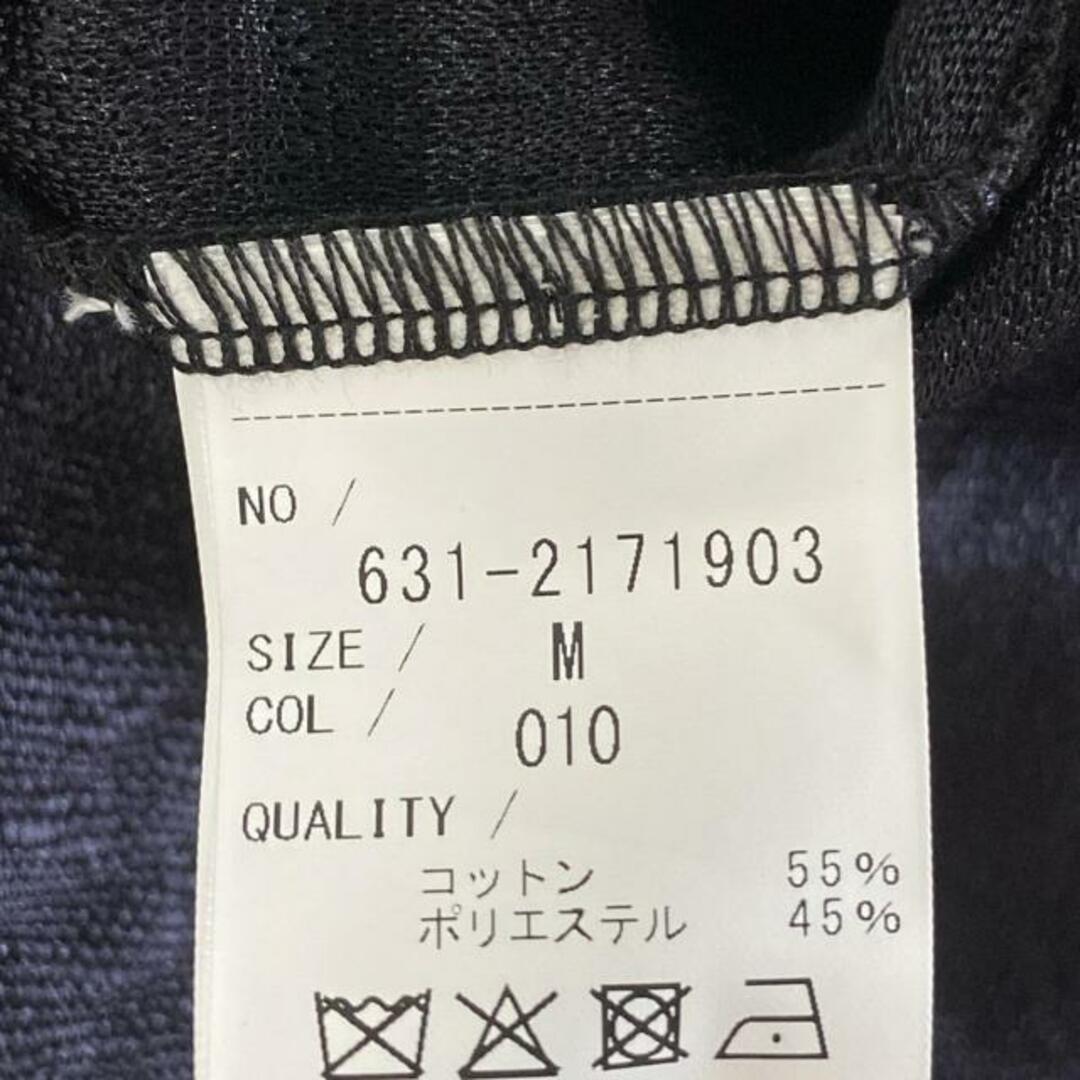 NO /
631-2171903
SIZE / M
COL / 010
QUALITY /
コットン 55%
ポリエステル 45%